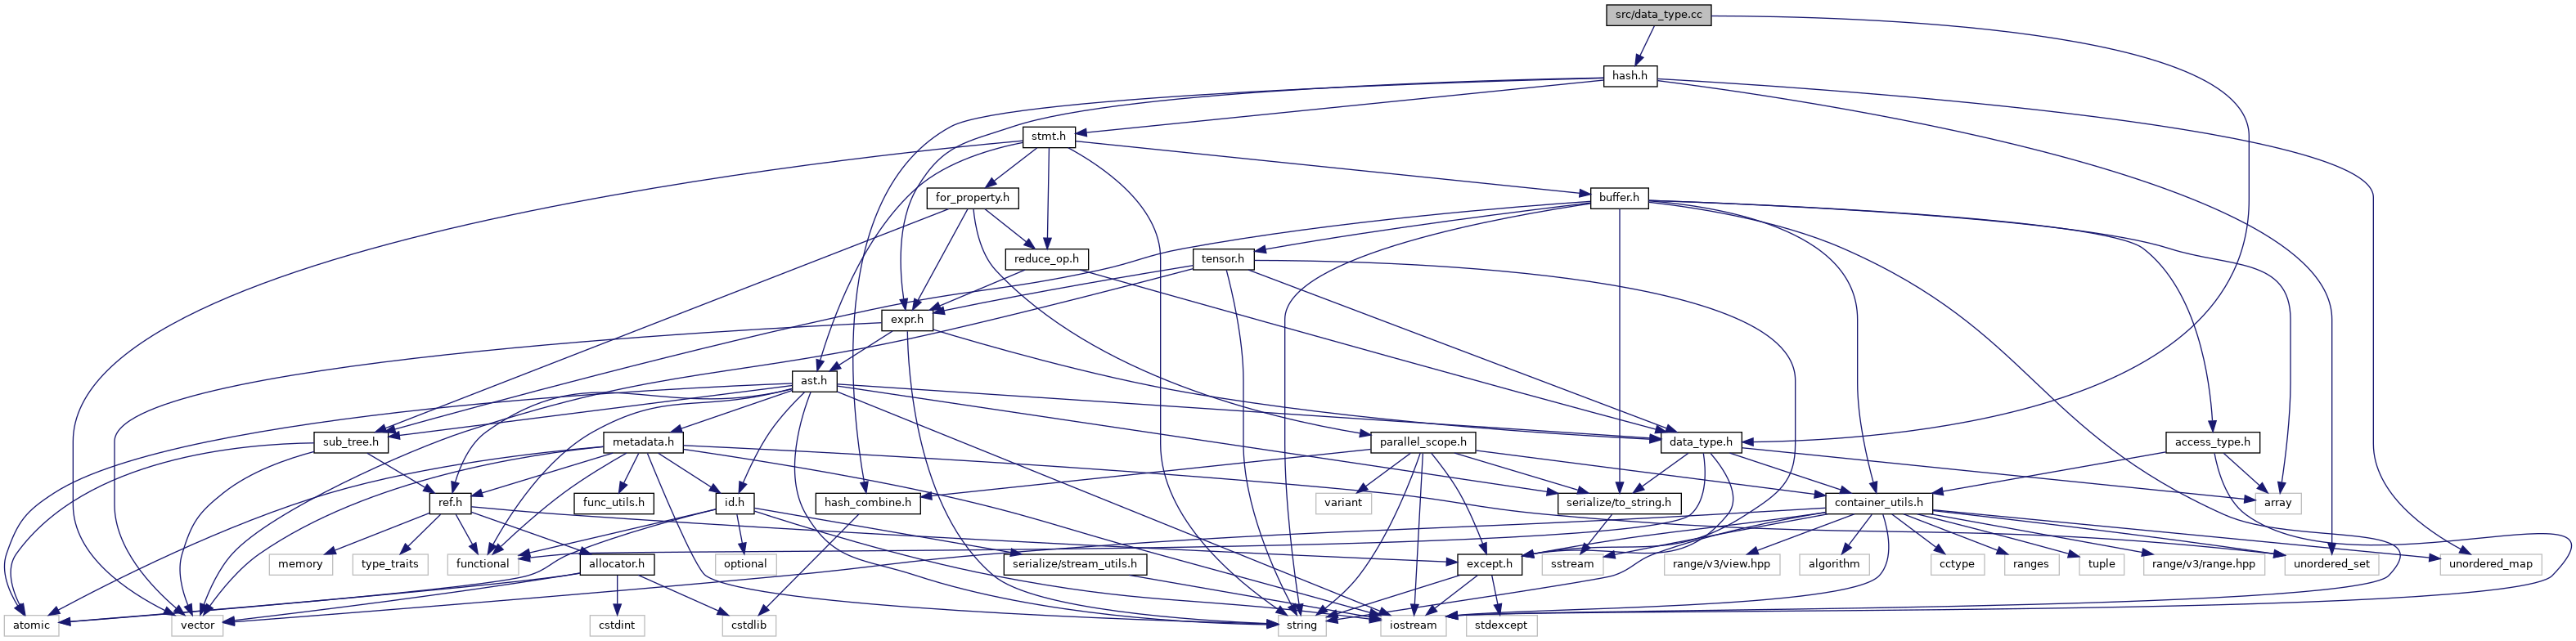 src/data_type.cc
hash.h
stmt.h
for_property.h
buffer.h
reduce_op.h
tensor.h
expr.h
ast.h
sub_tree.h
metadata.h
parallel_scope.h
data_type.h
access_type.h
ref.h
func_utils.h
id.h
hash_combine.h
variant
serialize/to_string.h
container_utils.h
array
memory
type_traits
functional
allocator.h
optional
serialize/stream_utils.h
except.h
sstream
range/v3/view.hpp
algorithm
cctype
ranges
tuple
range/v3/range.hpp
unordered_set
unordered_map
atomic
vector
cstdint
cstdlib
string
iostream
stdexcept